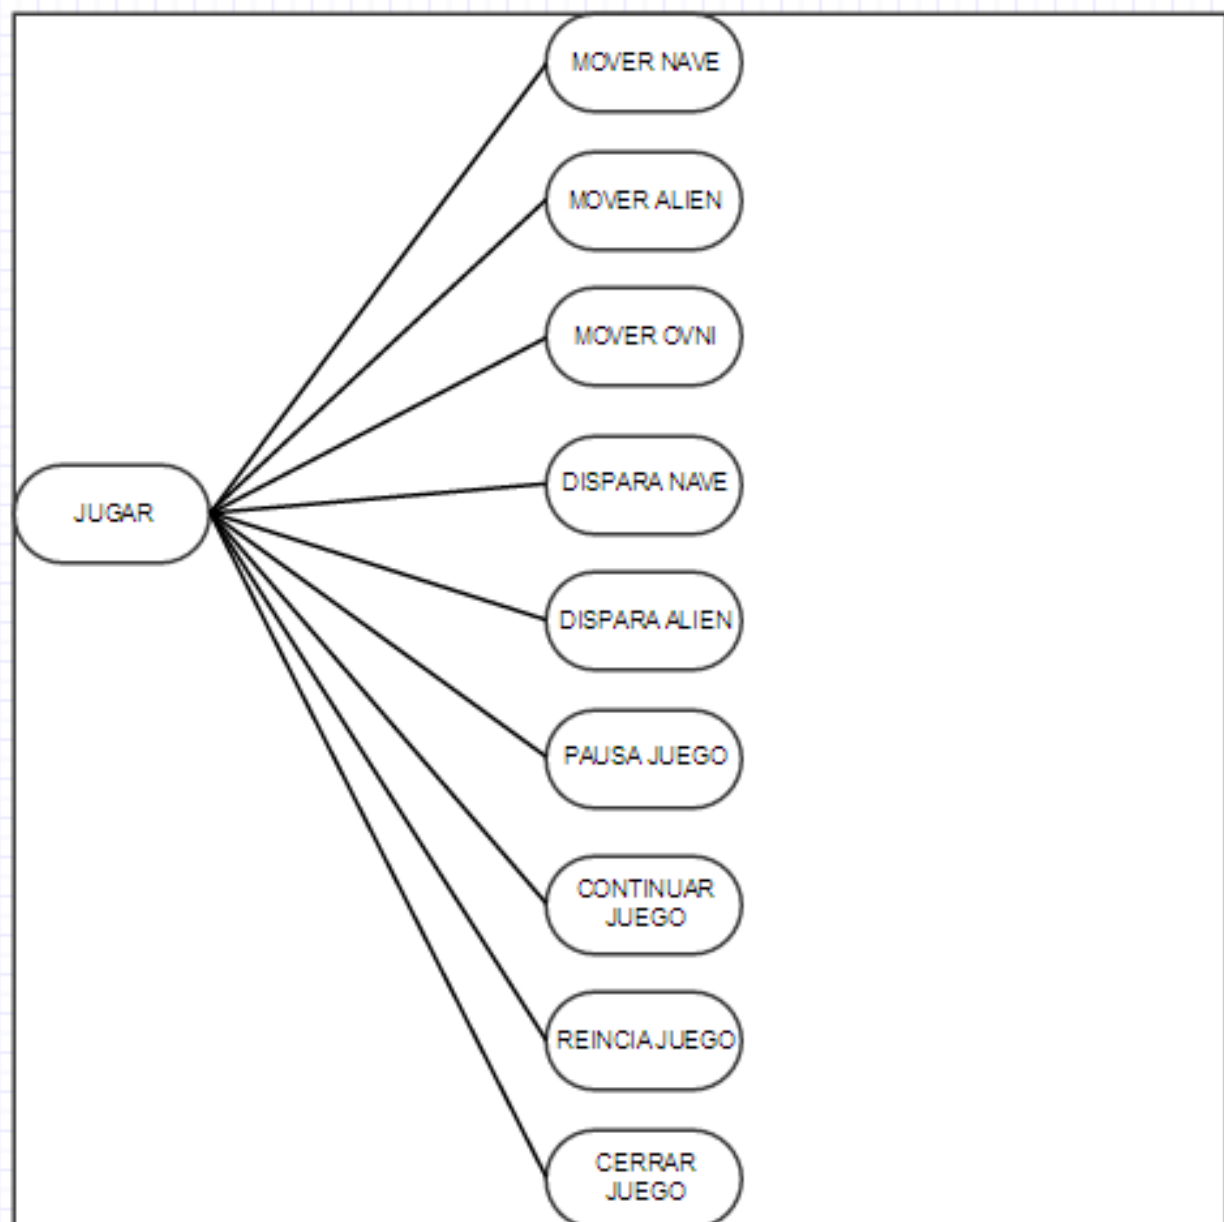 MOVER NAVE
MOVER ALIEN
MOVER OVNI
DISPARA NAVE
JUGAR
DISPARA ALIEN
PAUSA JUEGO
CONTINUAR
JUEGO
REINCIA JUEGO
CERRAR
JUEGO